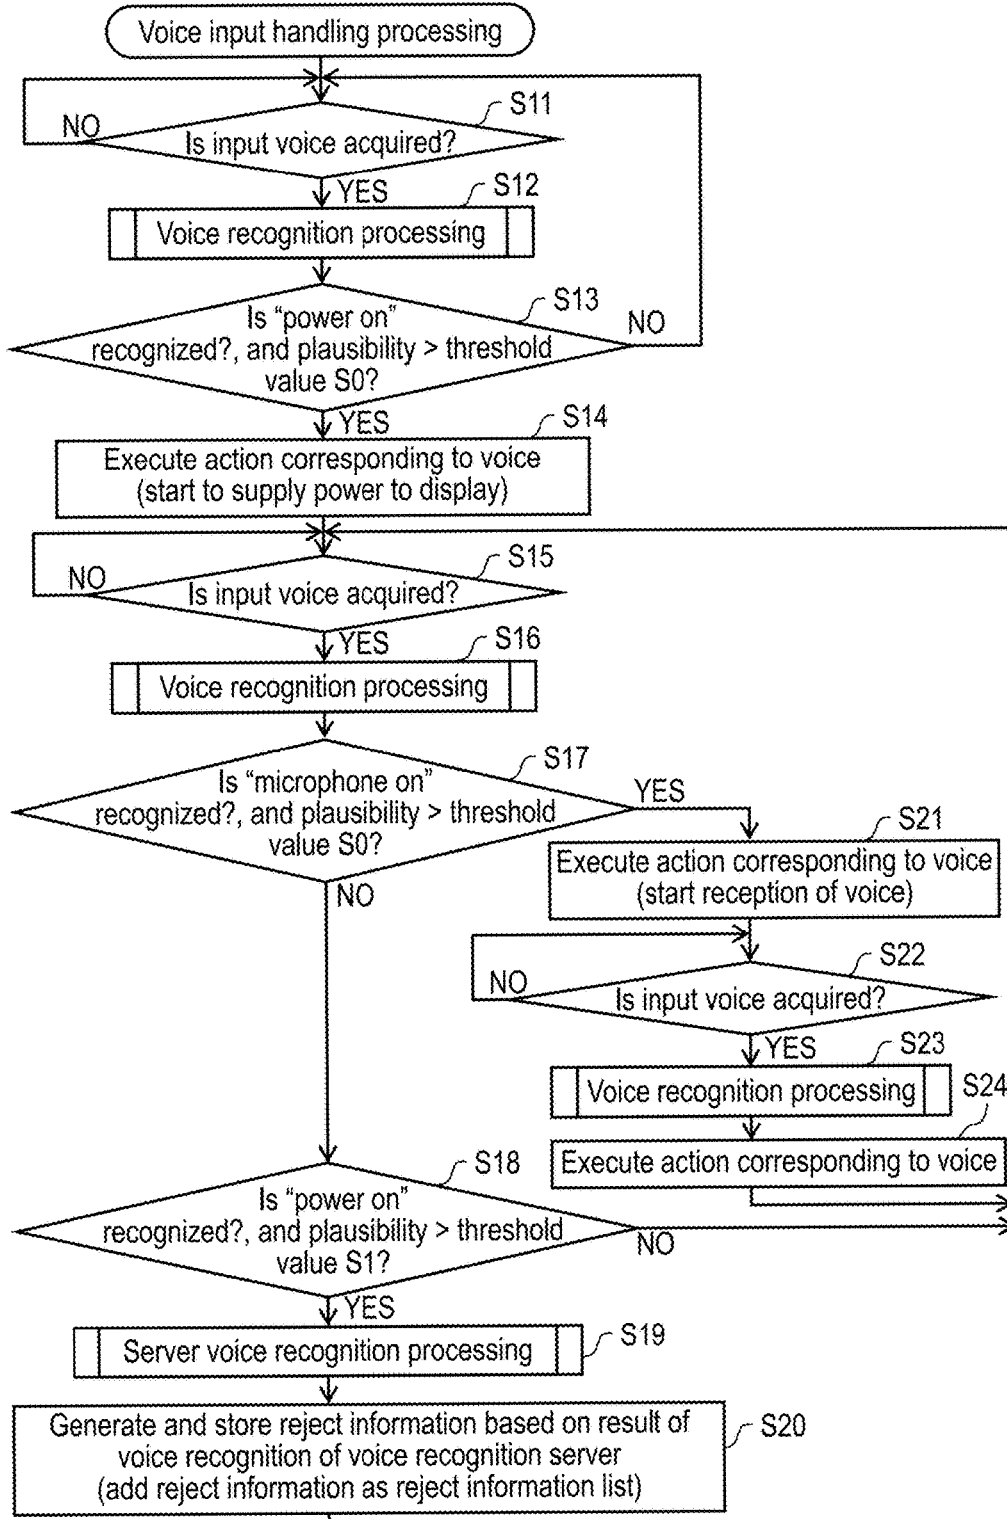 Voice input handling processing
S11
NO
Is input voice acquired?
YES
S12
Voice recognition processing
S13
Is “power on”
recognized?, and plausibility > threshold
value S0?
NO
YES
S14
Execute action corresponding to voice
(start to supply power to display)
S15
NO
Is input voice acquired?
YES
S16
Voice recognition processing
S17
Is “microphone on”
recognized?, and plausibility > threshold
value S0?
YES
NO
S21
Execute action corresponding to voice
(start reception of voice)
S22
NO
Is input voice acquired?
YES
S23
Voice recognition processing
S24
Execute action corresponding to voice
S18
Is “power on”
recognized?, and plausibility > threshold
value S1?
NO
YES
S19
Server voice recognition processing
S20
Generate and store reject information based on result of
voice recognition of voice recognition server
(add reject information as reject information list)